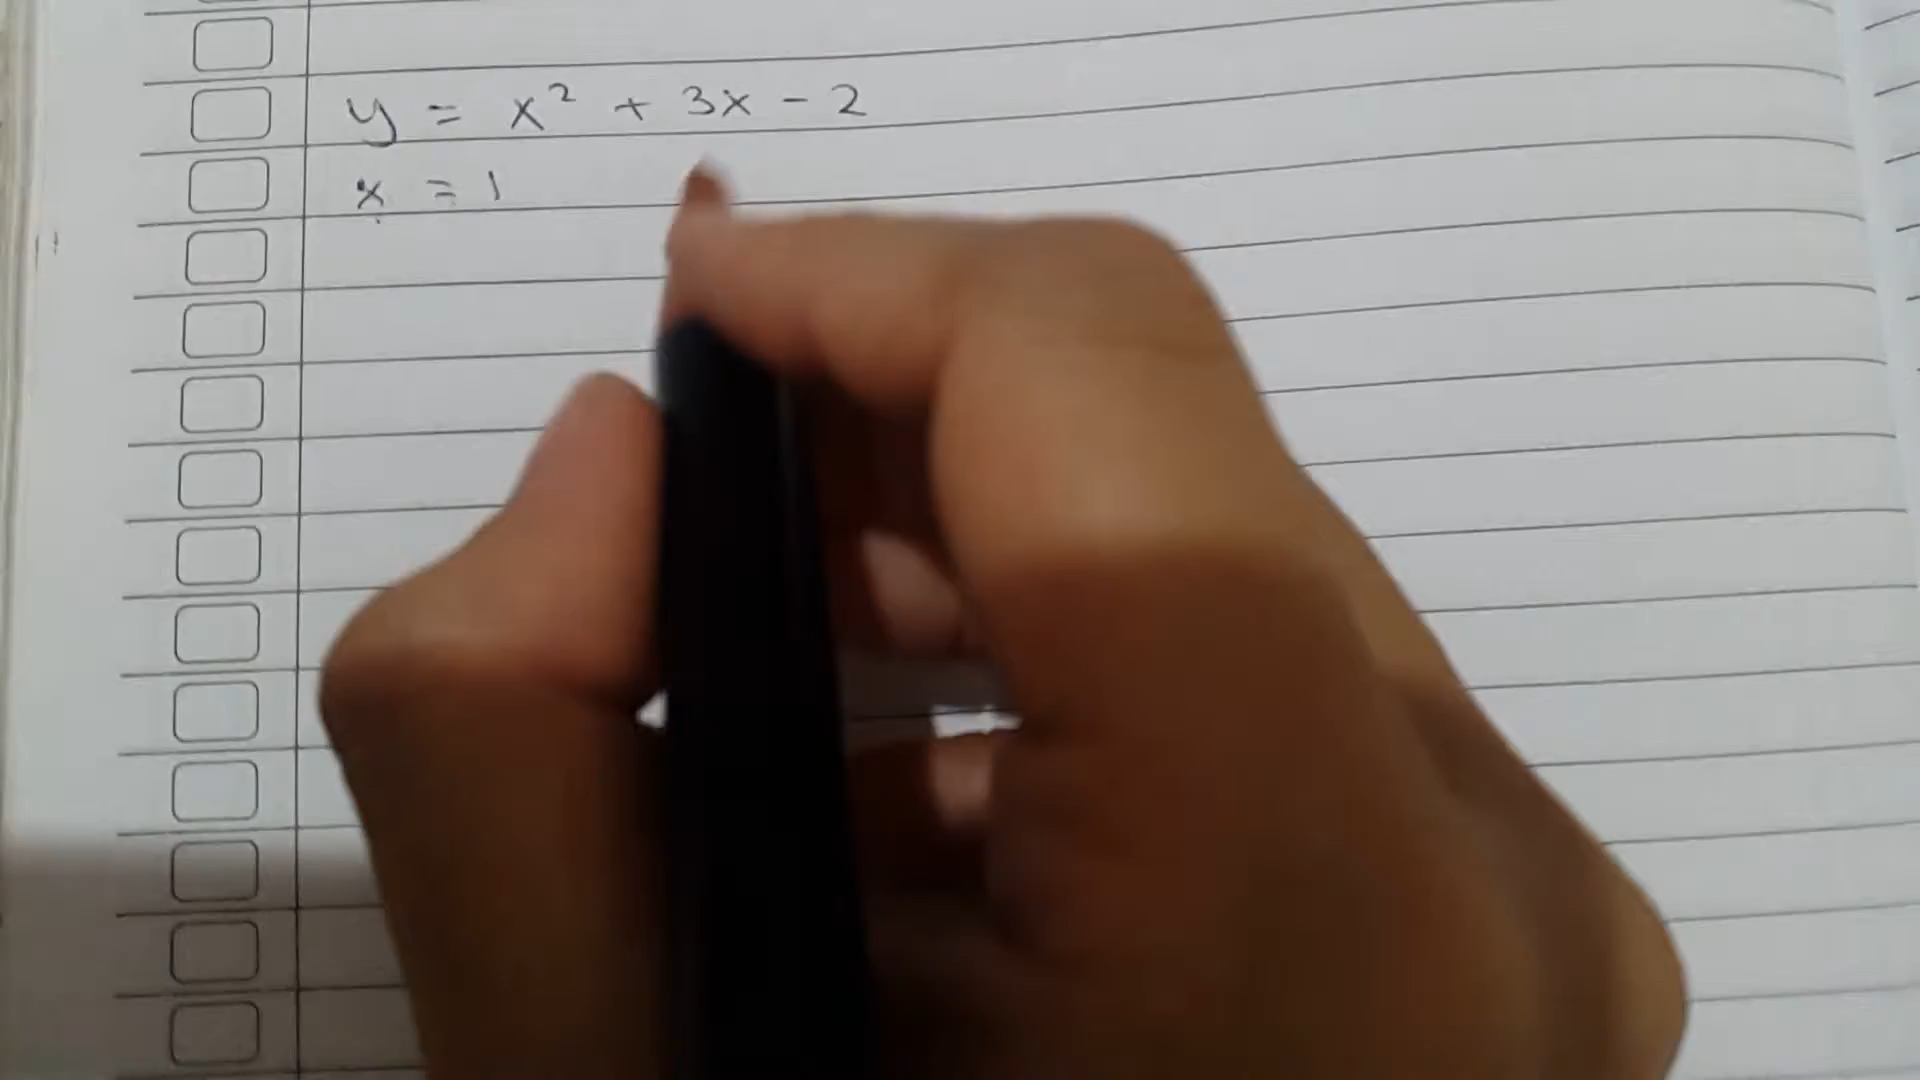 y = x² + 3x - 2
x = 1